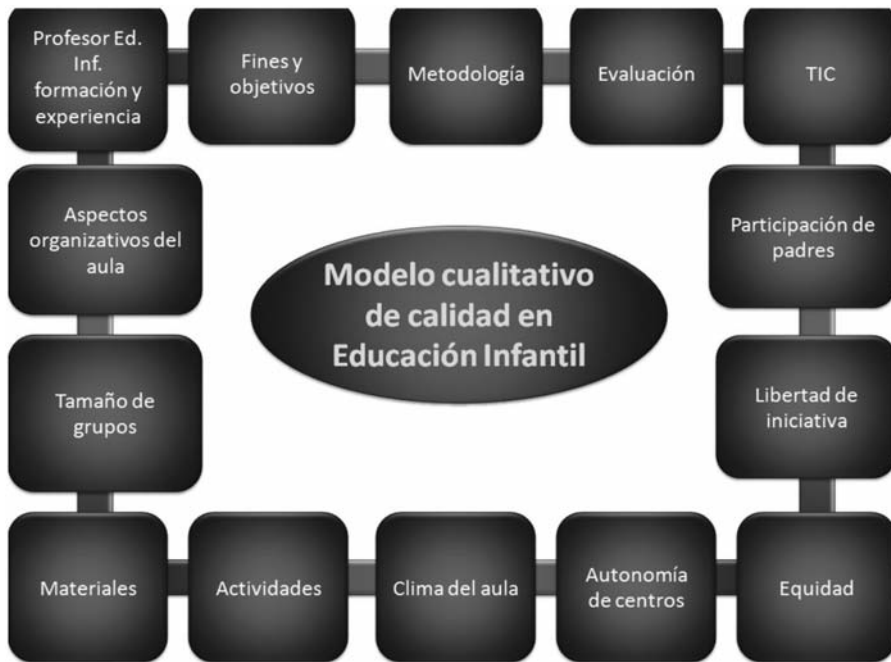 Profesor Ed.
Inf.
formación y
experiencia
Fines y
objetivos
Metodología
Evaluación
TIC
Aspectos
organizativos del
aula
Participación de
padres
Modelo cualitativo
de calidad en
Educación Infantil
Tamaño de
grupos
Libertad de
iniciativa
Materiales
Actividades
Clima del aula
Autonomía
de centros
Equidad